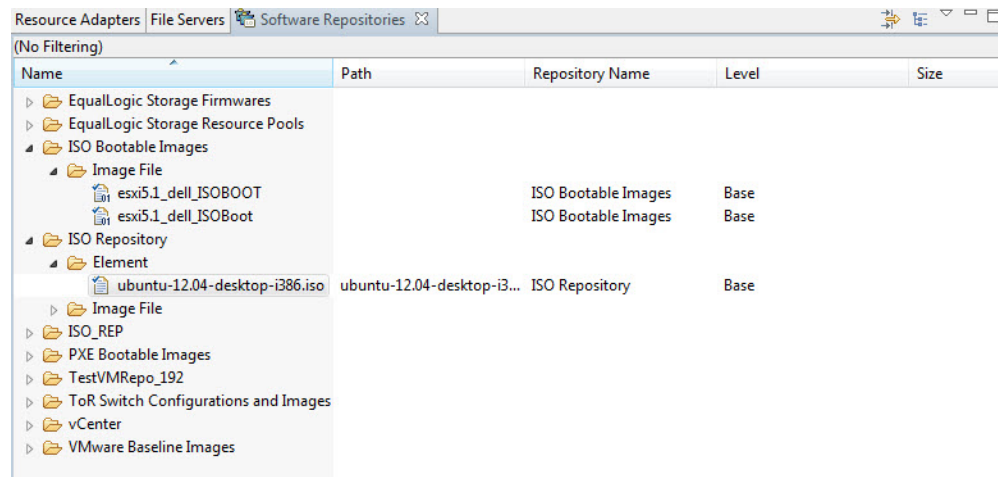 Resource Adapters File Servers Software Repositories
(No Filtering)
Name Path Repository Name Level Size
EqualLogic Storage Firmwares
EqualLogic Storage Resource Pools
ISO Bootable Images
Image File
esxi5.1_dell_ISOBOOT ISO Bootable Images Base
esxi5.1_dell_ISOBoot ISO Bootable Images Base
ISO Repository
Element
ubuntu-12.04-desktop-i386.iso ubuntu-12.04-desktop-i3... ISO Repository Base
Image File
ISO_REP
PXE Bootable Images
TestVMRepo_192
ToR Switch Configurations and Images
vCenter
VMware Baseline Images